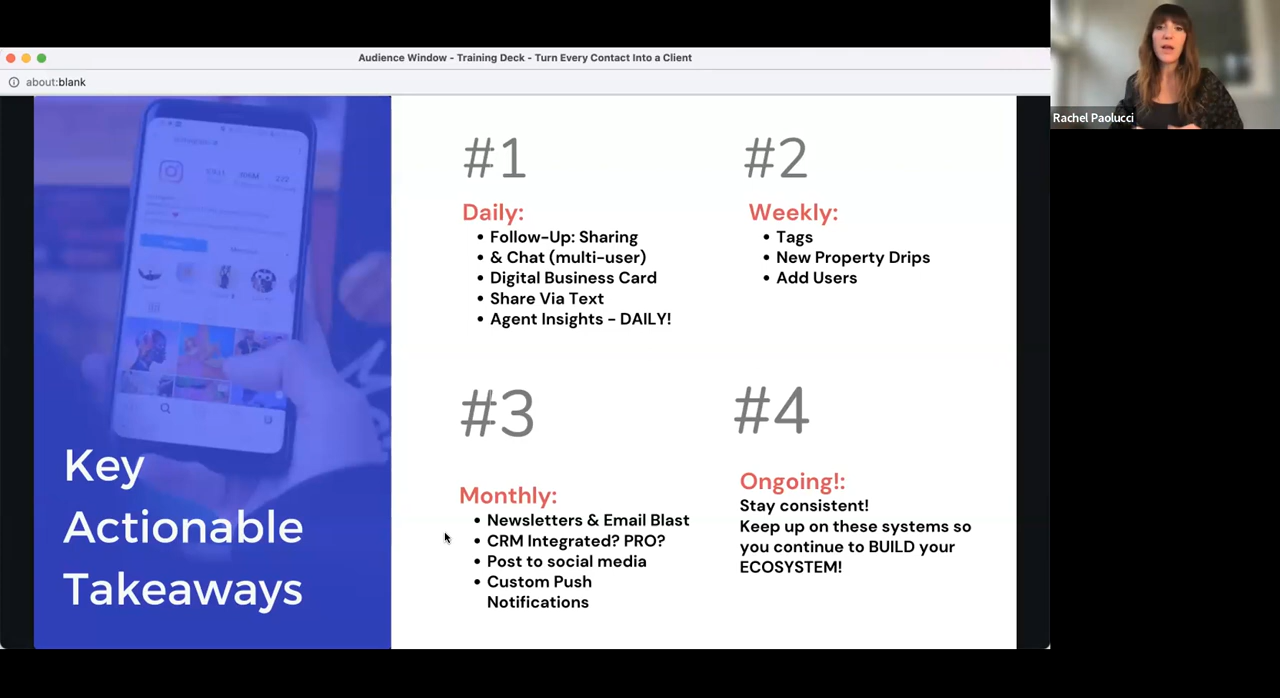 Audience Window - Training Deck - Turn Every Contact Into a Client
about:blank
Rachel Paolucci
Key
Actionable
Takeaways
#1
Daily:
• Follow-Up: Sharing
• & Chat (multi-user)
• Digital Business Card
• Share Via Text
• Agent Insights - DAILY!
#2
Weekly:
• Tags
• New Property Drips
• Add Users
#3
Monthly:
• Newsletters & Email Blast
• CRM Integrated? PRO?
• Post to social media
• Custom Push
Notifications
#4
Ongoing!:
Stay consistent!
Keep up on these systems so
you continue to BUILD your
ECOSYSTEM!